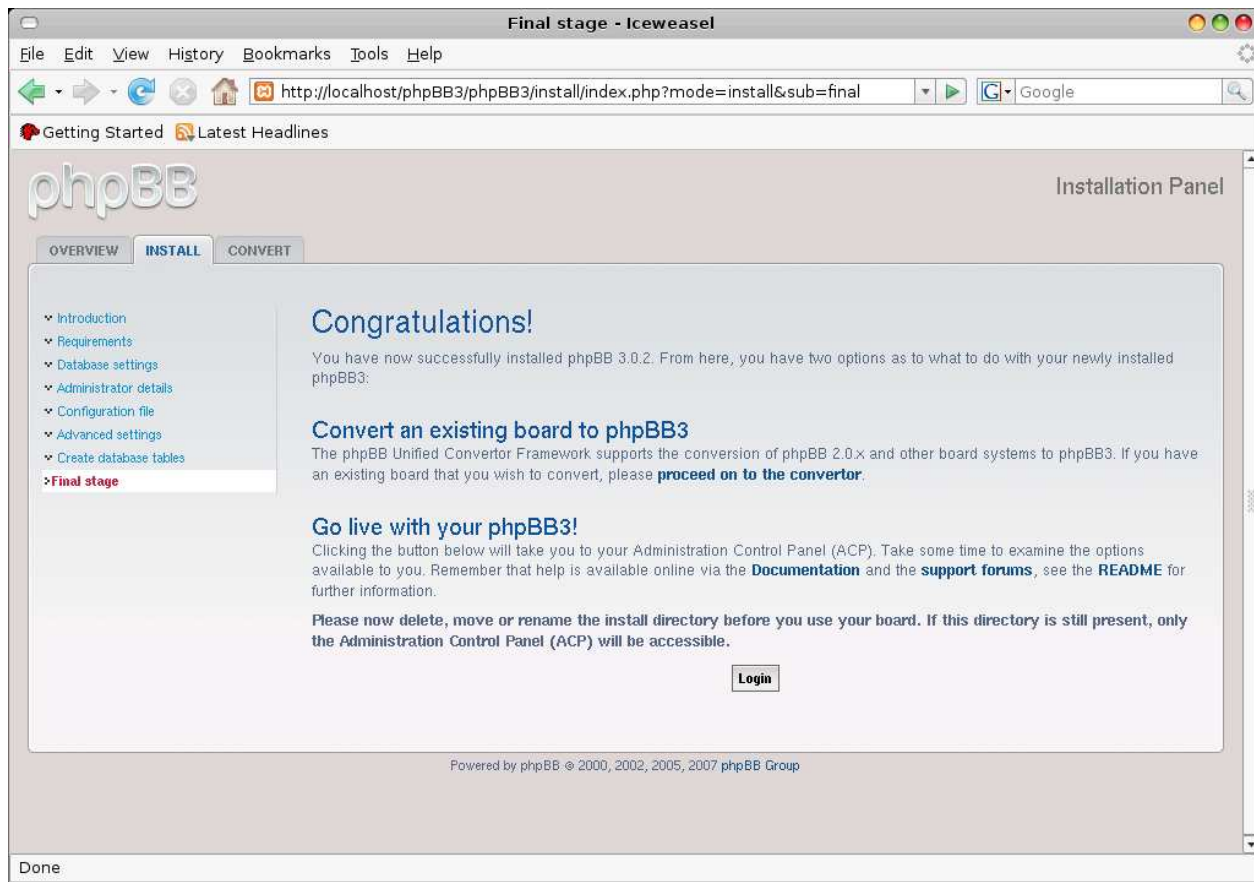 Final stage - Iceweasel
File Edit View History Bookmarks Tools Help
http://localhost/phpBB3/phpBB3/install/index.php?mode=install&sub=final
G Google
Getting Started Latest Headlines
phpBB
Installation Panel
OVERVIEW INSTALL CONVERT
Introduction
Requirements
Database settings
Administrator details
Configuration file
Advanced settings
Create database tables
Final stage
Congratulations!
You have now successfully installed phpBB 3.0.2. From here, you have two options as to what to do with your newly installed
phpBB3:
Convert an existing board to phpBB3
The phpBB Unified Convertor Framework supports the conversion of phpBB 2.0.x and other board systems to phpBB3. If you have
an existing board that you wish to convert, please proceed on to the convertor.
Go live with your phpBB3!
Clicking the button below will take you to your Administration Control Panel (ACP). Take some time to examine the options
available to you. Remember that help is available online via the Documentation and the support forums, see the README for
further information.
Please now delete, move or rename the install directory before you use your board. If this directory is still present, only
the Administration Control Panel (ACP) will be accessible.
Login
Powered by phpBB © 2000, 2002, 2005, 2007 phpBB Group
Done